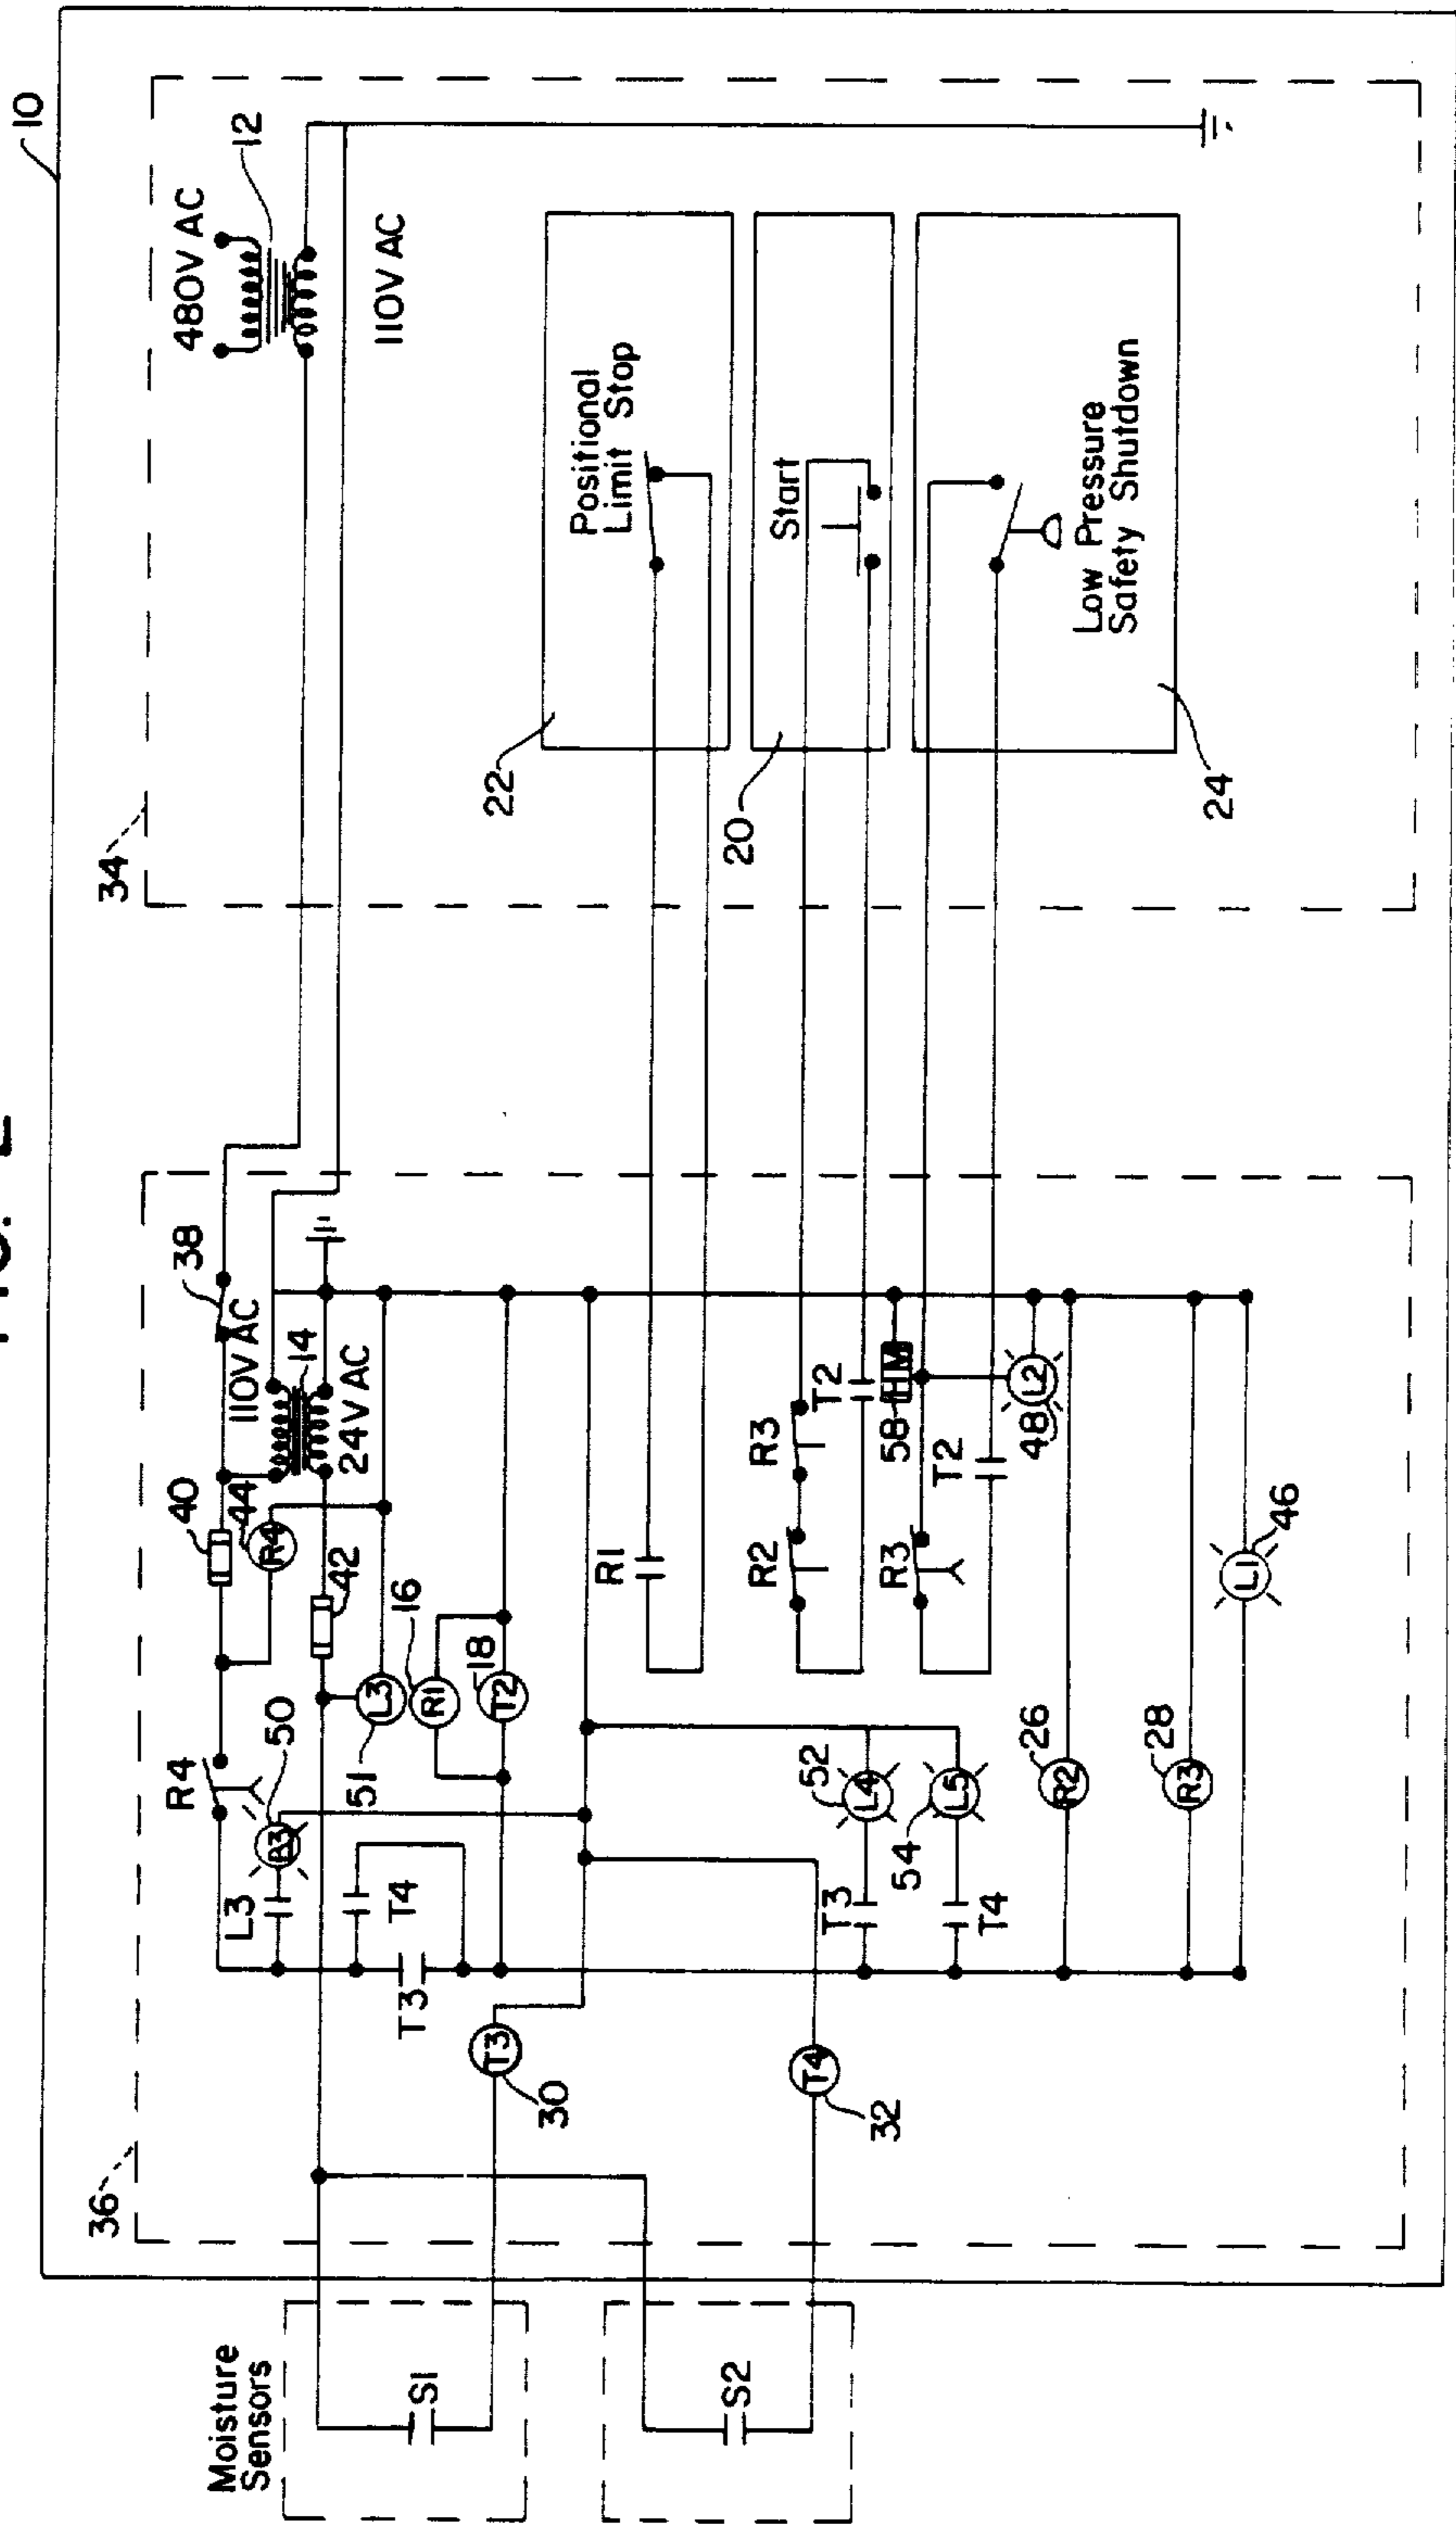 10
12
480V AC
110V AC
34
Positional
Limit Stop
22
Start
20
Low Pressure
Safety Shutdown
24
38
110V AC
14
24V AC
40
44
R4
42
R4
50
R3
L3
L3
51
16
R1
18
T2
T4
T3
R1
R2
R3
T2
58
HM
R3
T2
L2
48
T3
30
T4
32
T3
L4
52
T4
L5
54
R2
26
R3
28
L1
46
36
Moisture
Sensors
S1
S2